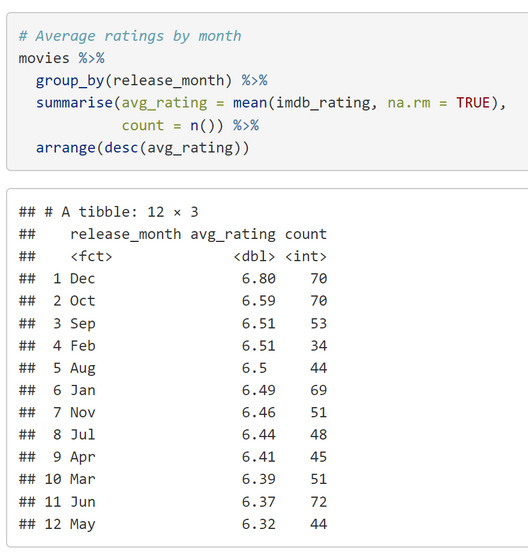 # Average ratings by month
movies %>%
  group_by(release_month) %>%
  summarise(avg_rating = mean(imdb_rating, na.rm = TRUE),
            count = n()) %>%
  arrange(desc(avg_rating))
## # A tibble: 12 × 3
##    release_month avg_rating count
##    <fct>              <dbl> <int>
##  1 Dec                 6.80    70
##  2 Oct                 6.59    70
##  3 Sep                 6.51    53
##  4 Feb                 6.51    34
##  5 Aug                 6.5     44
##  6 Jan                 6.49    69
##  7 Nov                 6.46    51
##  8 Jul                 6.44    48
##  9 Apr                 6.41    45
## 10 Mar                 6.39    51
## 11 Jun                 6.37    72
## 12 May                 6.32    44